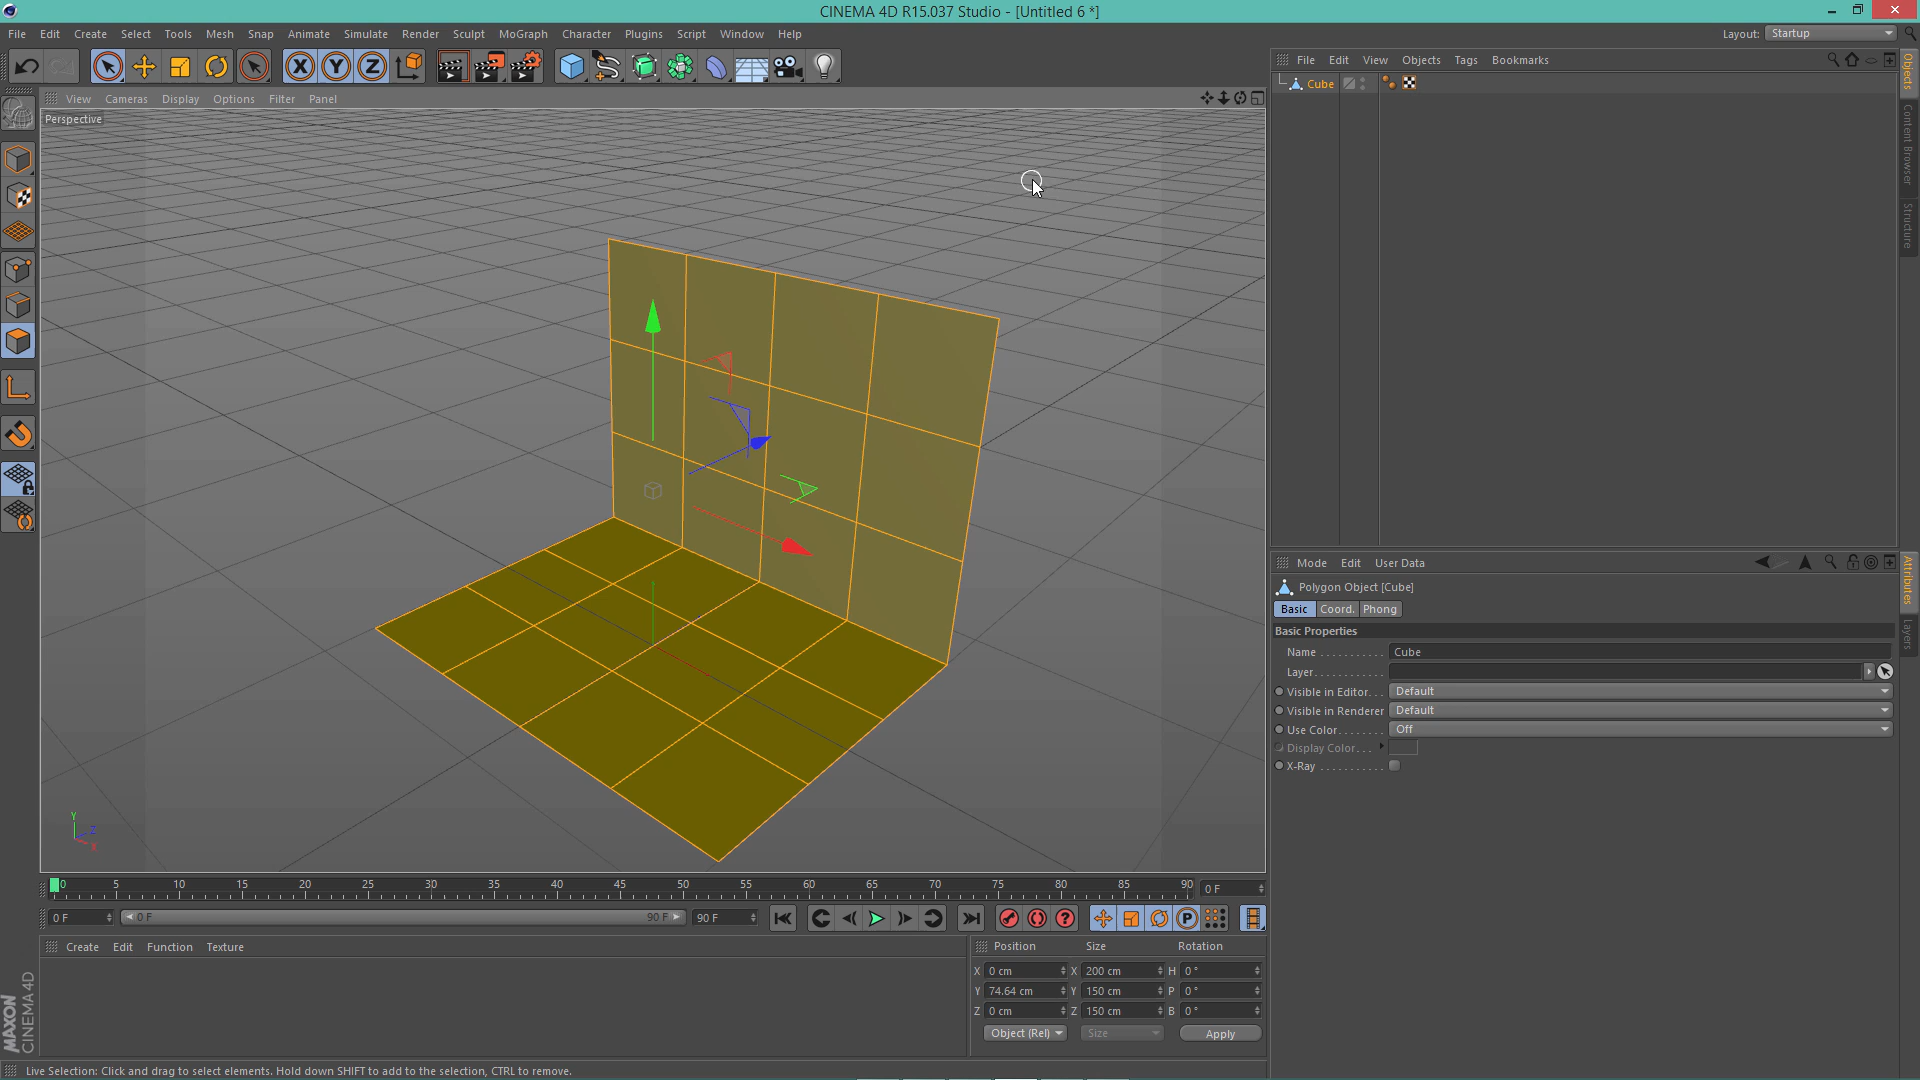 CINEMA 4D R15.037 Studio - [Untitled 6 *]
File Edit Create Select Tools Mesh Snap Animate Simulate Render Sculpt MoGraph Character Plugins Script Window Help
Layout: Startup
File Edit View Objects Tags Bookmarks
Cube
Objects
Content Browser
Structure
View Cameras Display Options Filter Panel
Perspective
X Y Z
Y
Z
X
Mode Edit User Data
Polygon Object [Cube]
Basic Coord. Phong
Basic Properties
Name . . . . . . . . . . . Cube
Layer. . . . . . . . . . . .
Visible in Editor. . . Default
Visible in Renderer Default
Use Color. . . . . . . . Off
Display Color. . .
X-Ray . . . . . . . . . . .
Attributes
Layers
0 5 10 15 20 25 30 35 40 45 50 55 60 65 70 75 80 85 90 0 F
0 F 0 F 90 F 90 F
P
Create Edit Function Texture
Position Size Rotation
X 0 cm X 200 cm H 0 °
Y 74.64 cm Y 150 cm P 0 °
Z 0 cm Z 150 cm B 0 °
Object (Rel) Size Apply
MAXON
CINEMA 4D
Live Selection: Click and drag to select elements. Hold down SHIFT to add to the selection, CTRL to remove.